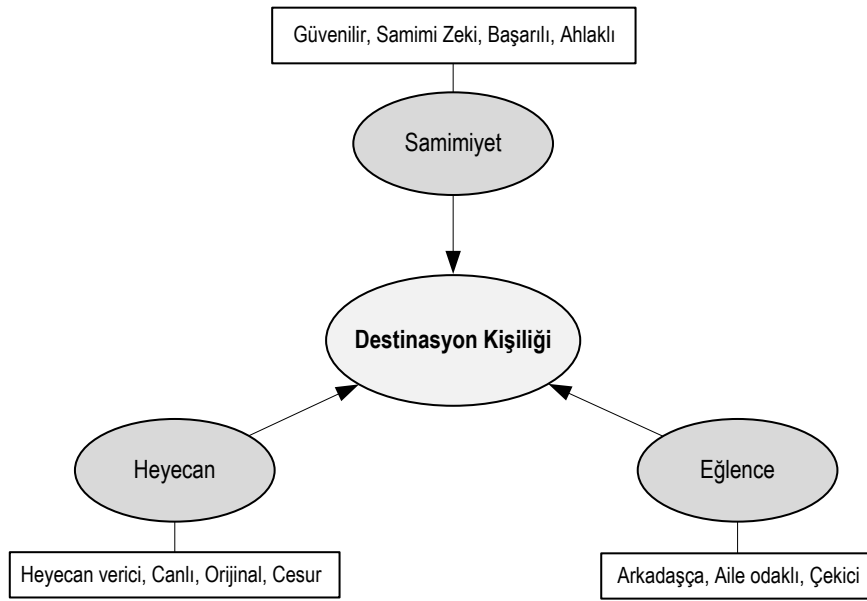 Güvenilir, Samimi Zeki, Başarılı, Ahlaklı
Samimiyet
Destinasyon Kişiliği
Heyecan
Eğlence
Heyecan verici, Canlı, Orijinal, Cesur
Arkadaşça, Aile odaklı, Çekici